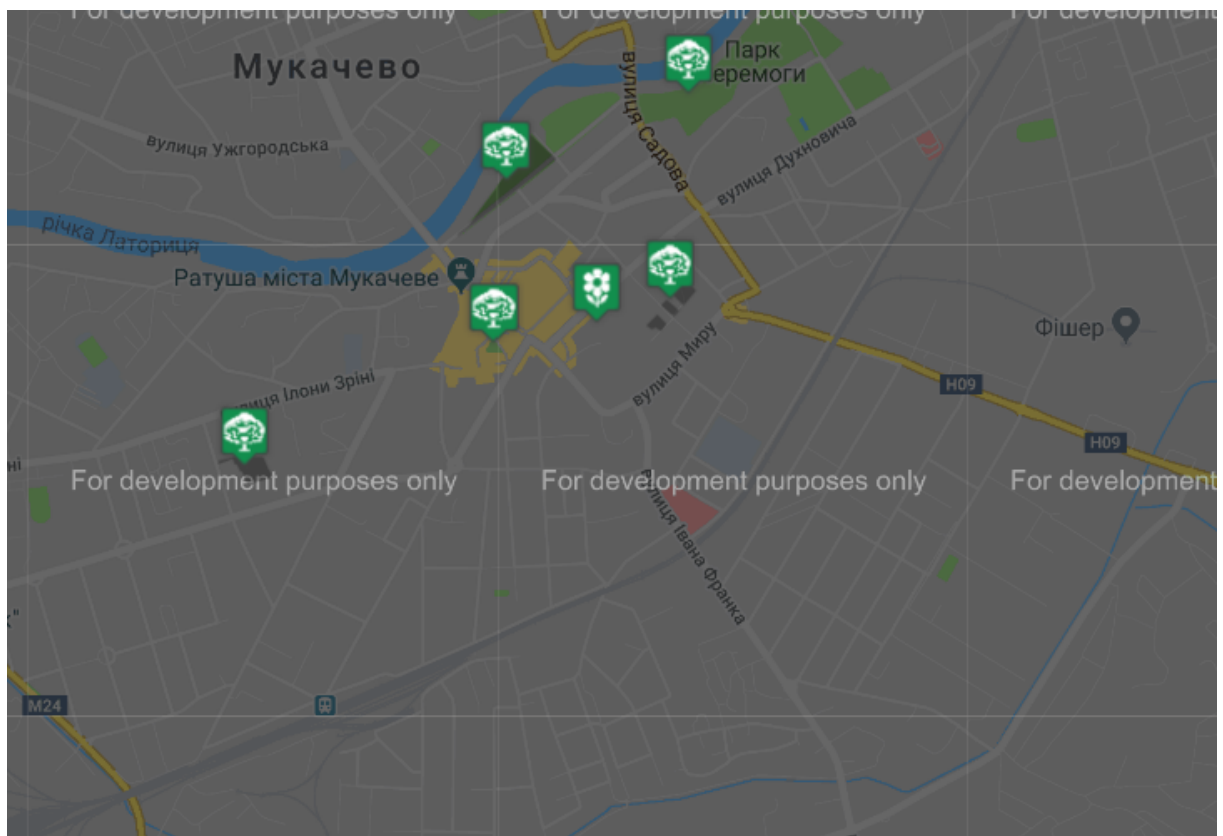 For development purposes only
For development purposes only
For development
Мукачево
Парк
еремоги
вулиця Садова
вулиця Ужгородська
вулиця Духновича
річка Латориця
Ратуша міста Мукачеве
Фішер
вулиця Миру
лиця Ілони Зріні
H09
H09
ні
For development purposes only
For development purposes only
For development
вулиця Івана Франка
к"
M24